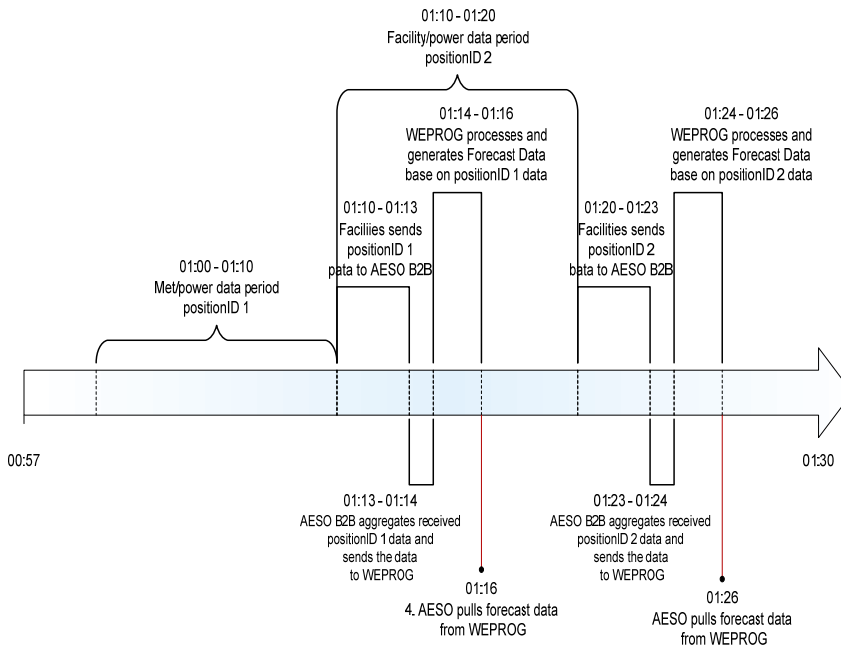 01:10 - 01:20
Facility/power data period
positionID 2
01:14 - 01:16
WEPROG processes and
generates Forecast Data
base on positionID 1 data
01:24 - 01:26
WEPROG processes and
generates Forecast Data
base on positionID 2 data
01:10 - 01:13
Faciliies sends
positionID 1
pata to AESO B2B
01:20 - 01:23
Facilities sends
positionID 2
bata to AESO B2B
01:00 - 01:10
Met/power data period
positionID 1
00:57
01:30
01:13 - 01:14
AESO B2B aggregates received
positionID 1 data and
sends the data
to WEPROG
01:23 - 01:24
AESO B2B aggregates received
positionID 2 data and
sends the data
to WEPROG
01:16
4. AESO pulls forecast data
from WEPROG
01:26
AESO pulls forecast data
from WEPROG